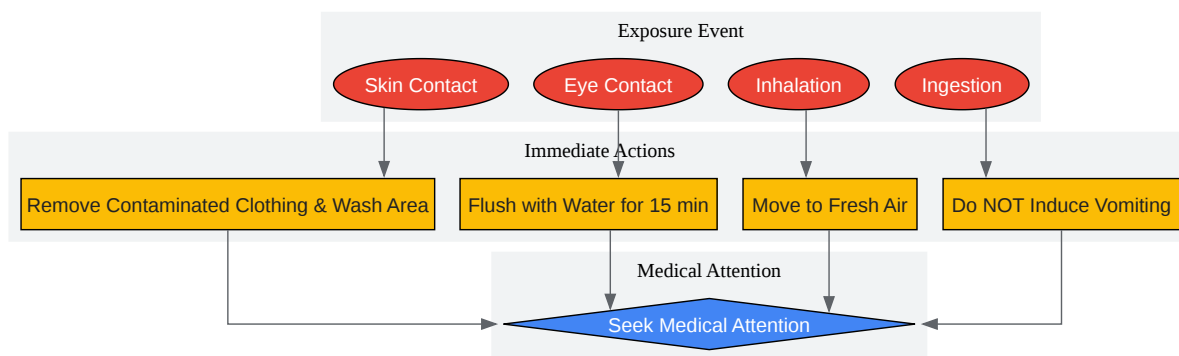 Exposure Event
Skin Contact
Eye Contact
Inhalation
Ingestion
Immediate Actions
Remove Contaminated Clothing & Wash Area
Flush with Water for 15 min
Move to Fresh Air
Do NOT Induce Vomiting
Medical Attention
Seek Medical Attention